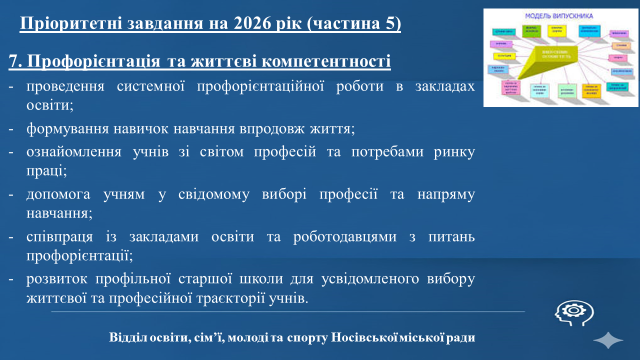 Пріоритетні завдання на 2026 рік (частина 5)
МОДЕЛЬ ВИПУСКНИКА
7. Профорієнтація та життєві компетентності
- проведення системної профорієнтаційної роботи в закладах
освіти;
- формування навичок навчання впродовж життя;
- ознайомлення учнів зі світом професій та потребами ринку
праці;
- допомога учням у свідомому виборі професії та напряму
навчання;
- співпраця із закладами освіти та роботодавцями з питань
профорієнтації;
- розвиток профільної старшої школи для усвідомленого вибору
життєвої та професійної траєкторії учнів.
Відділ освіти, сім’ї, молоді та спорту Носівської міської ради